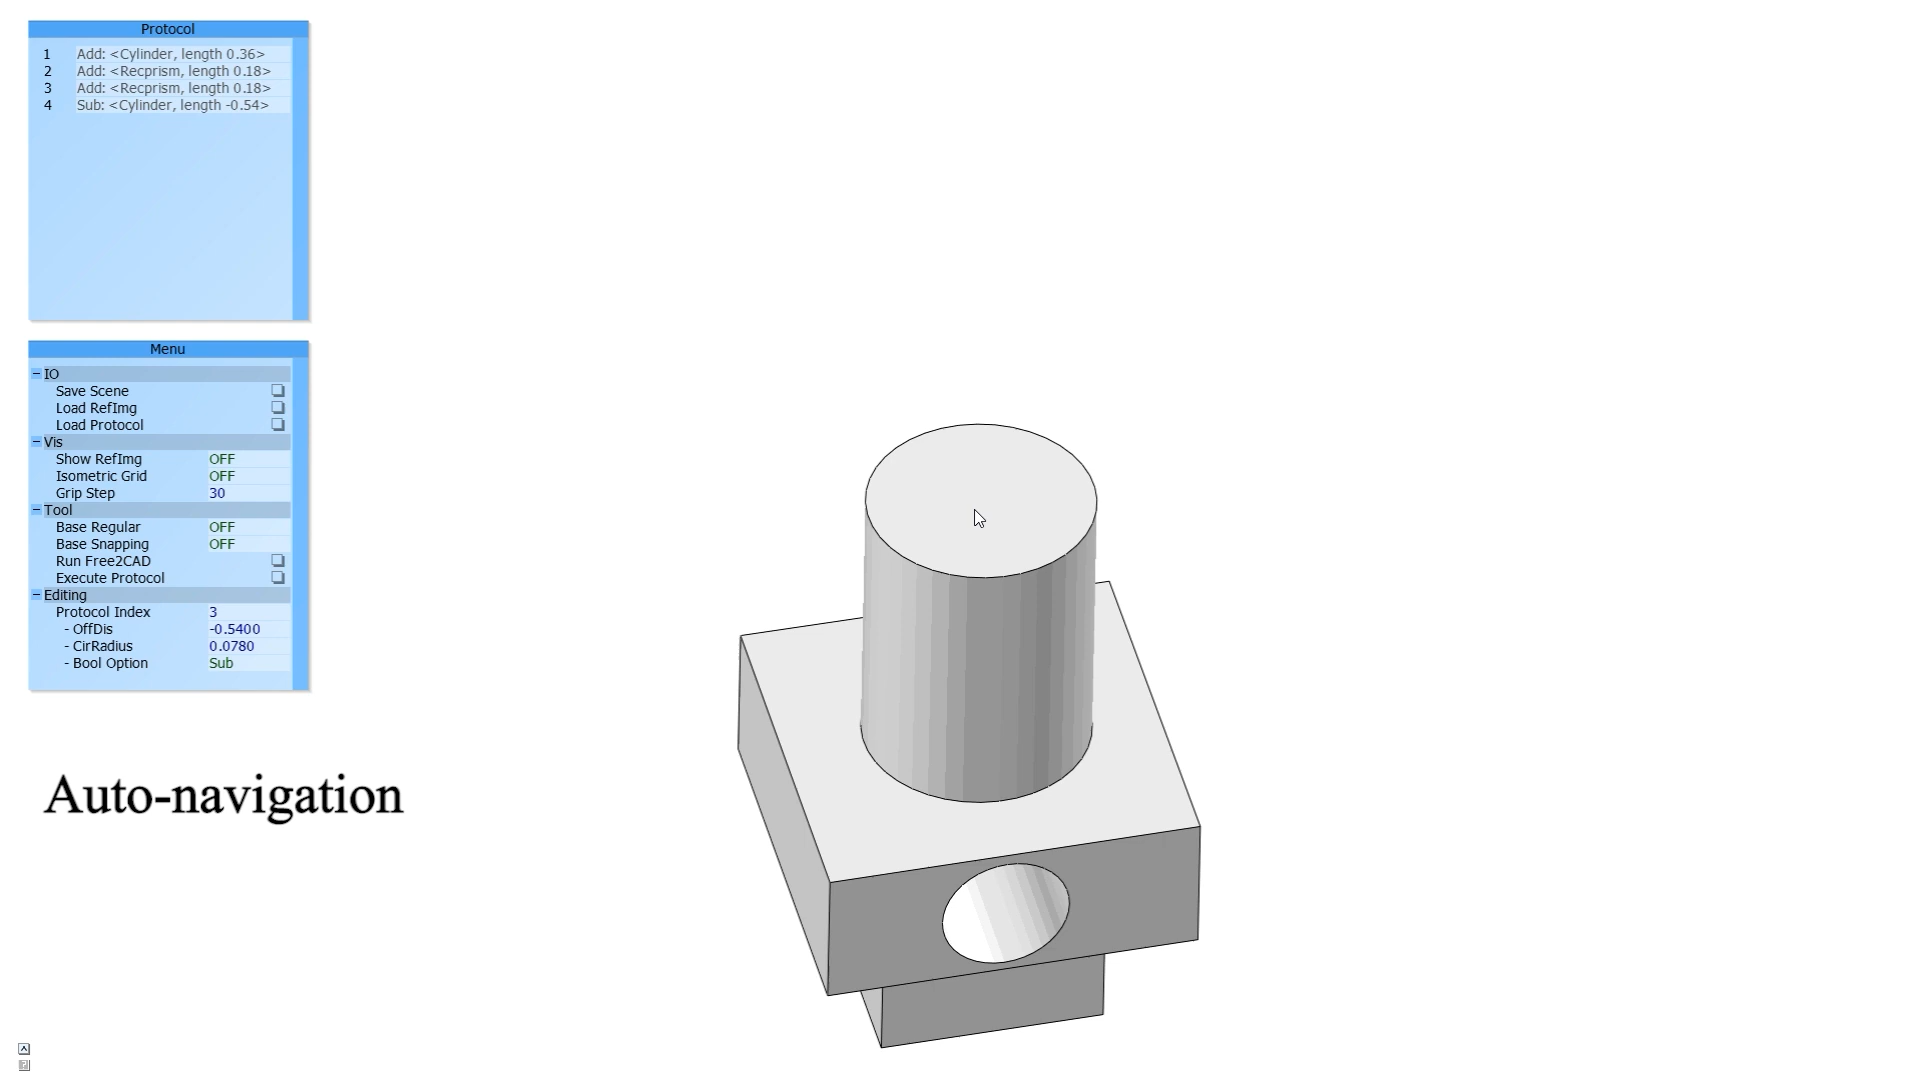 Protocol
1 Add: <Cylinder, length 0.36>
2 Add: <Recprism, length 0.18>
3 Add: <Recprism, length 0.18>
4 Sub: <Cylinder, length -0.54>
Menu
IO
Save Scene
Load RefImg
Load Protocol
Vis
Show RefImg OFF
Isometric Grid OFF
Grip Step 30
Tool
Base Regular OFF
Base Snapping OFF
Run Free2CAD
Execute Protocol
Editing
Protocol Index 3
- OffDis -0.5400
- CirRadius 0.0780
- Bool Option Sub
Auto-navigation
?